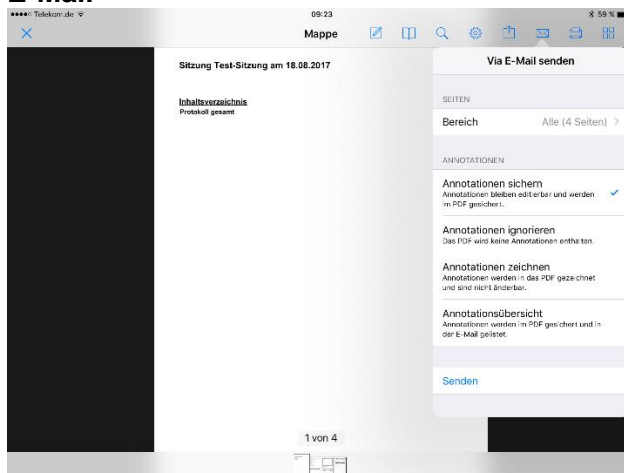 E-Mail
Telekom.de
09:23
59 %
Mappe
Sitzung Test-Sitzung am 18.08.2017
Inhaltsverzeichnis
Protokoll gesamt
Via E-Mail senden
SEITEN
Bereich Alle (4 Seiten) >
ANNOTATIONEN
Annotationen sichern
Annotationen bleiben editierbar und werden
im PDF gesichert.
Annotationen ignorieren
Das PDF wird keine Annotationen enthalten.
Annotationen zeichnen
Annotationen werden in das PDF gezeichnet
und sind nicht änderbar.
Annotationsübersicht
Annotationen werden im PDF gesichert und in
der E-Mail gelistet.
Senden
1 von 4